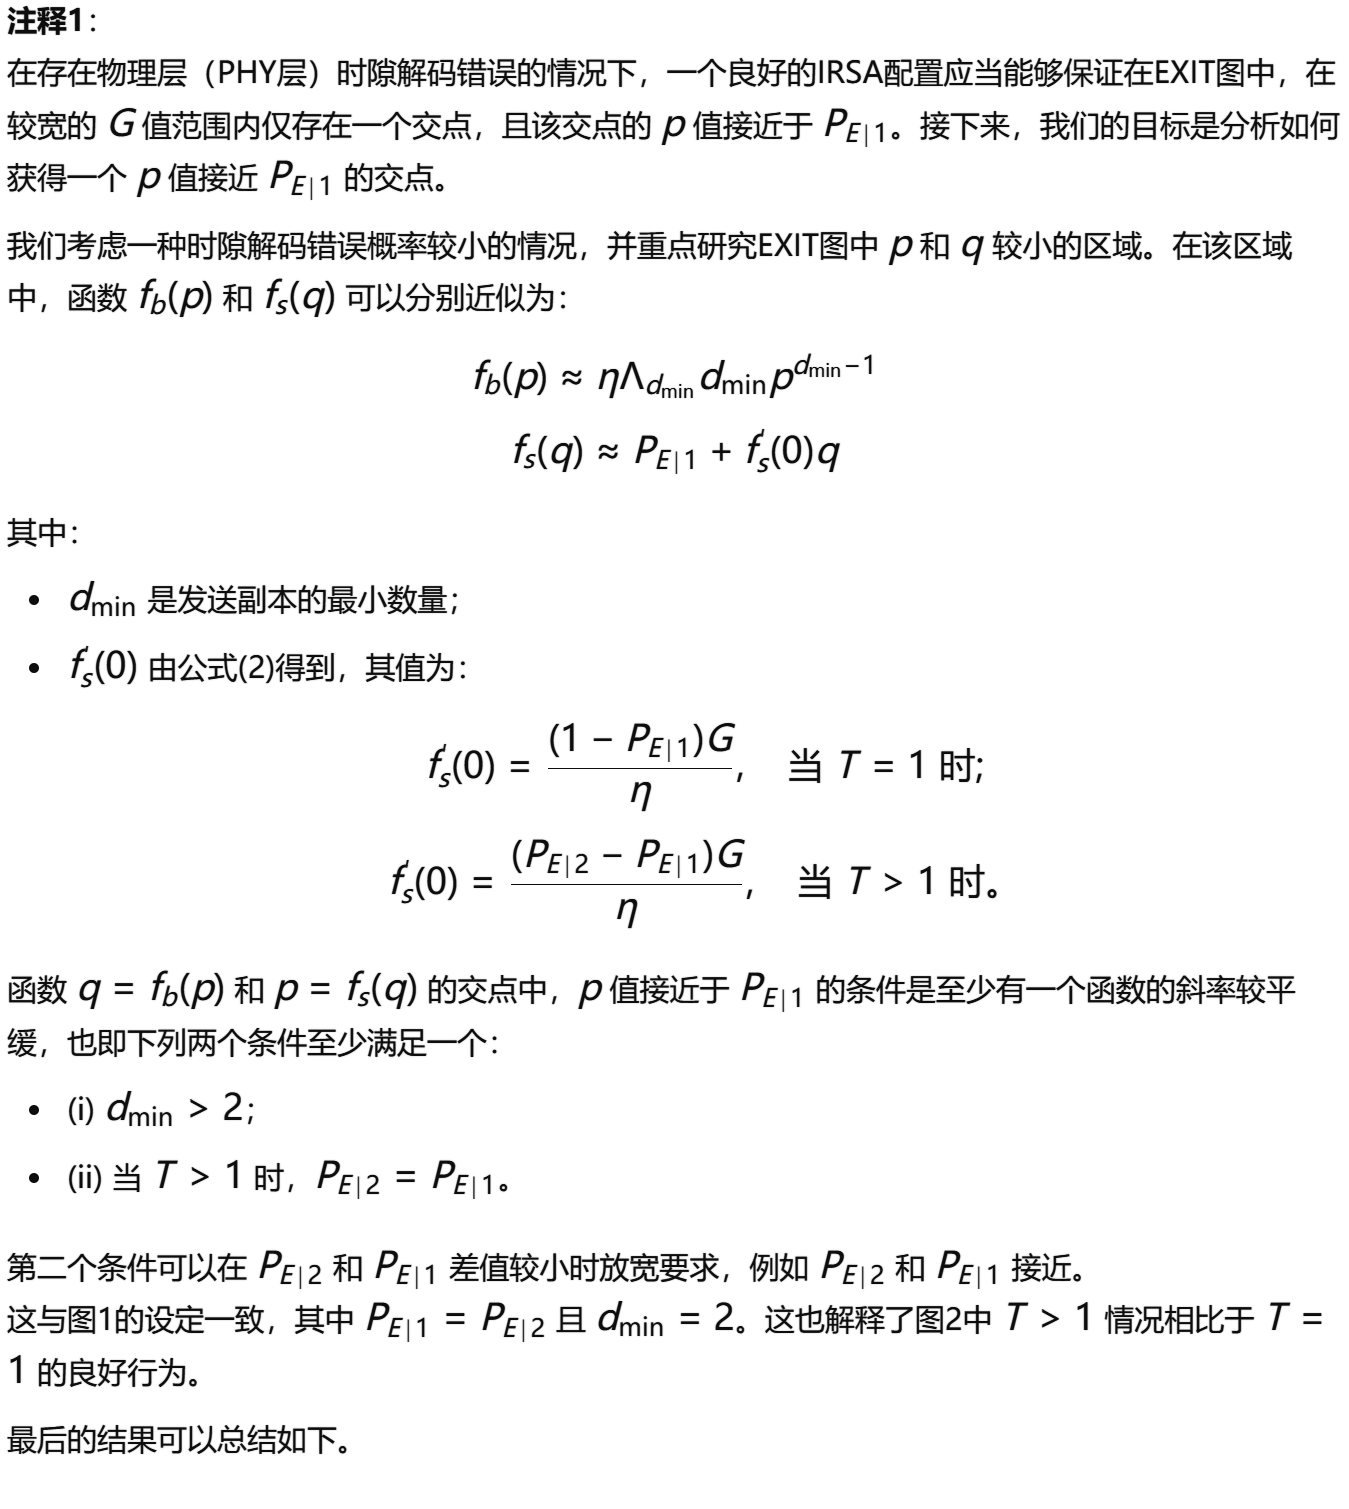 注释1：
在存在物理层（PHY层）时隙解码错误的情况下，一个良好的IRSA配置应当能够保证在EXIT图中，在
较宽的 G 值范围内仅存在一个交点，且该交点的 p 值接近于 P_{E|1}。接下来，我们的目标是分析如何
获得一个 p 值接近 P_{E|1} 的交点。
我们考虑一种时隙解码错误概率较小的情况，并重点研究EXIT图中 p 和 q 较小的区域。在该区域
中，函数 f_b(p) 和 f_s(q) 可以分别近似为：
f_b(p) ≈ ηΛ_{d_{min}} d_{min} p^{d_{min}−1}
f_s(q) ≈ P_{E|1} + f_s'(0)q
其中：
• d_{min} 是发送副本的最小数量；
• f_s'(0) 由公式(2)得到，其值为：
f_s'(0) = \frac{(1 − P_{E|1})G}{η}, 当 T = 1 时;
f_s'(0) = \frac{(P_{E|2} − P_{E|1})G}{η}, 当 T > 1 时。
函数 q = f_b(p) 和 p = f_s(q) 的交点中，p 值接近于 P_{E|1} 的条件是至少有一个函数的斜率较平
缓，也即下列两个条件至少满足一个：
• (i) d_{min} > 2；
• (ii) 当 T > 1 时，P_{E|2} = P_{E|1}。
第二个条件可以在 P_{E|2} 和 P_{E|1} 差值较小时放宽要求，例如 P_{E|2} 和 P_{E|1} 接近。
这与图1的设定一致，其中 P_{E|1} = P_{E|2} 且 d_{min} = 2。这也解释了图2中 T > 1 情况相比于 T =
1 的良好行为。
最后的结果可以总结如下。